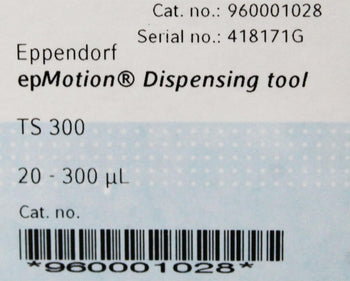 Cat. no.: 960001028
Serial no.: 418171G
Eppendorf
epMotion® Dispensing tool
TS 300
20 - 300 µL
Cat. no.
*960001028*